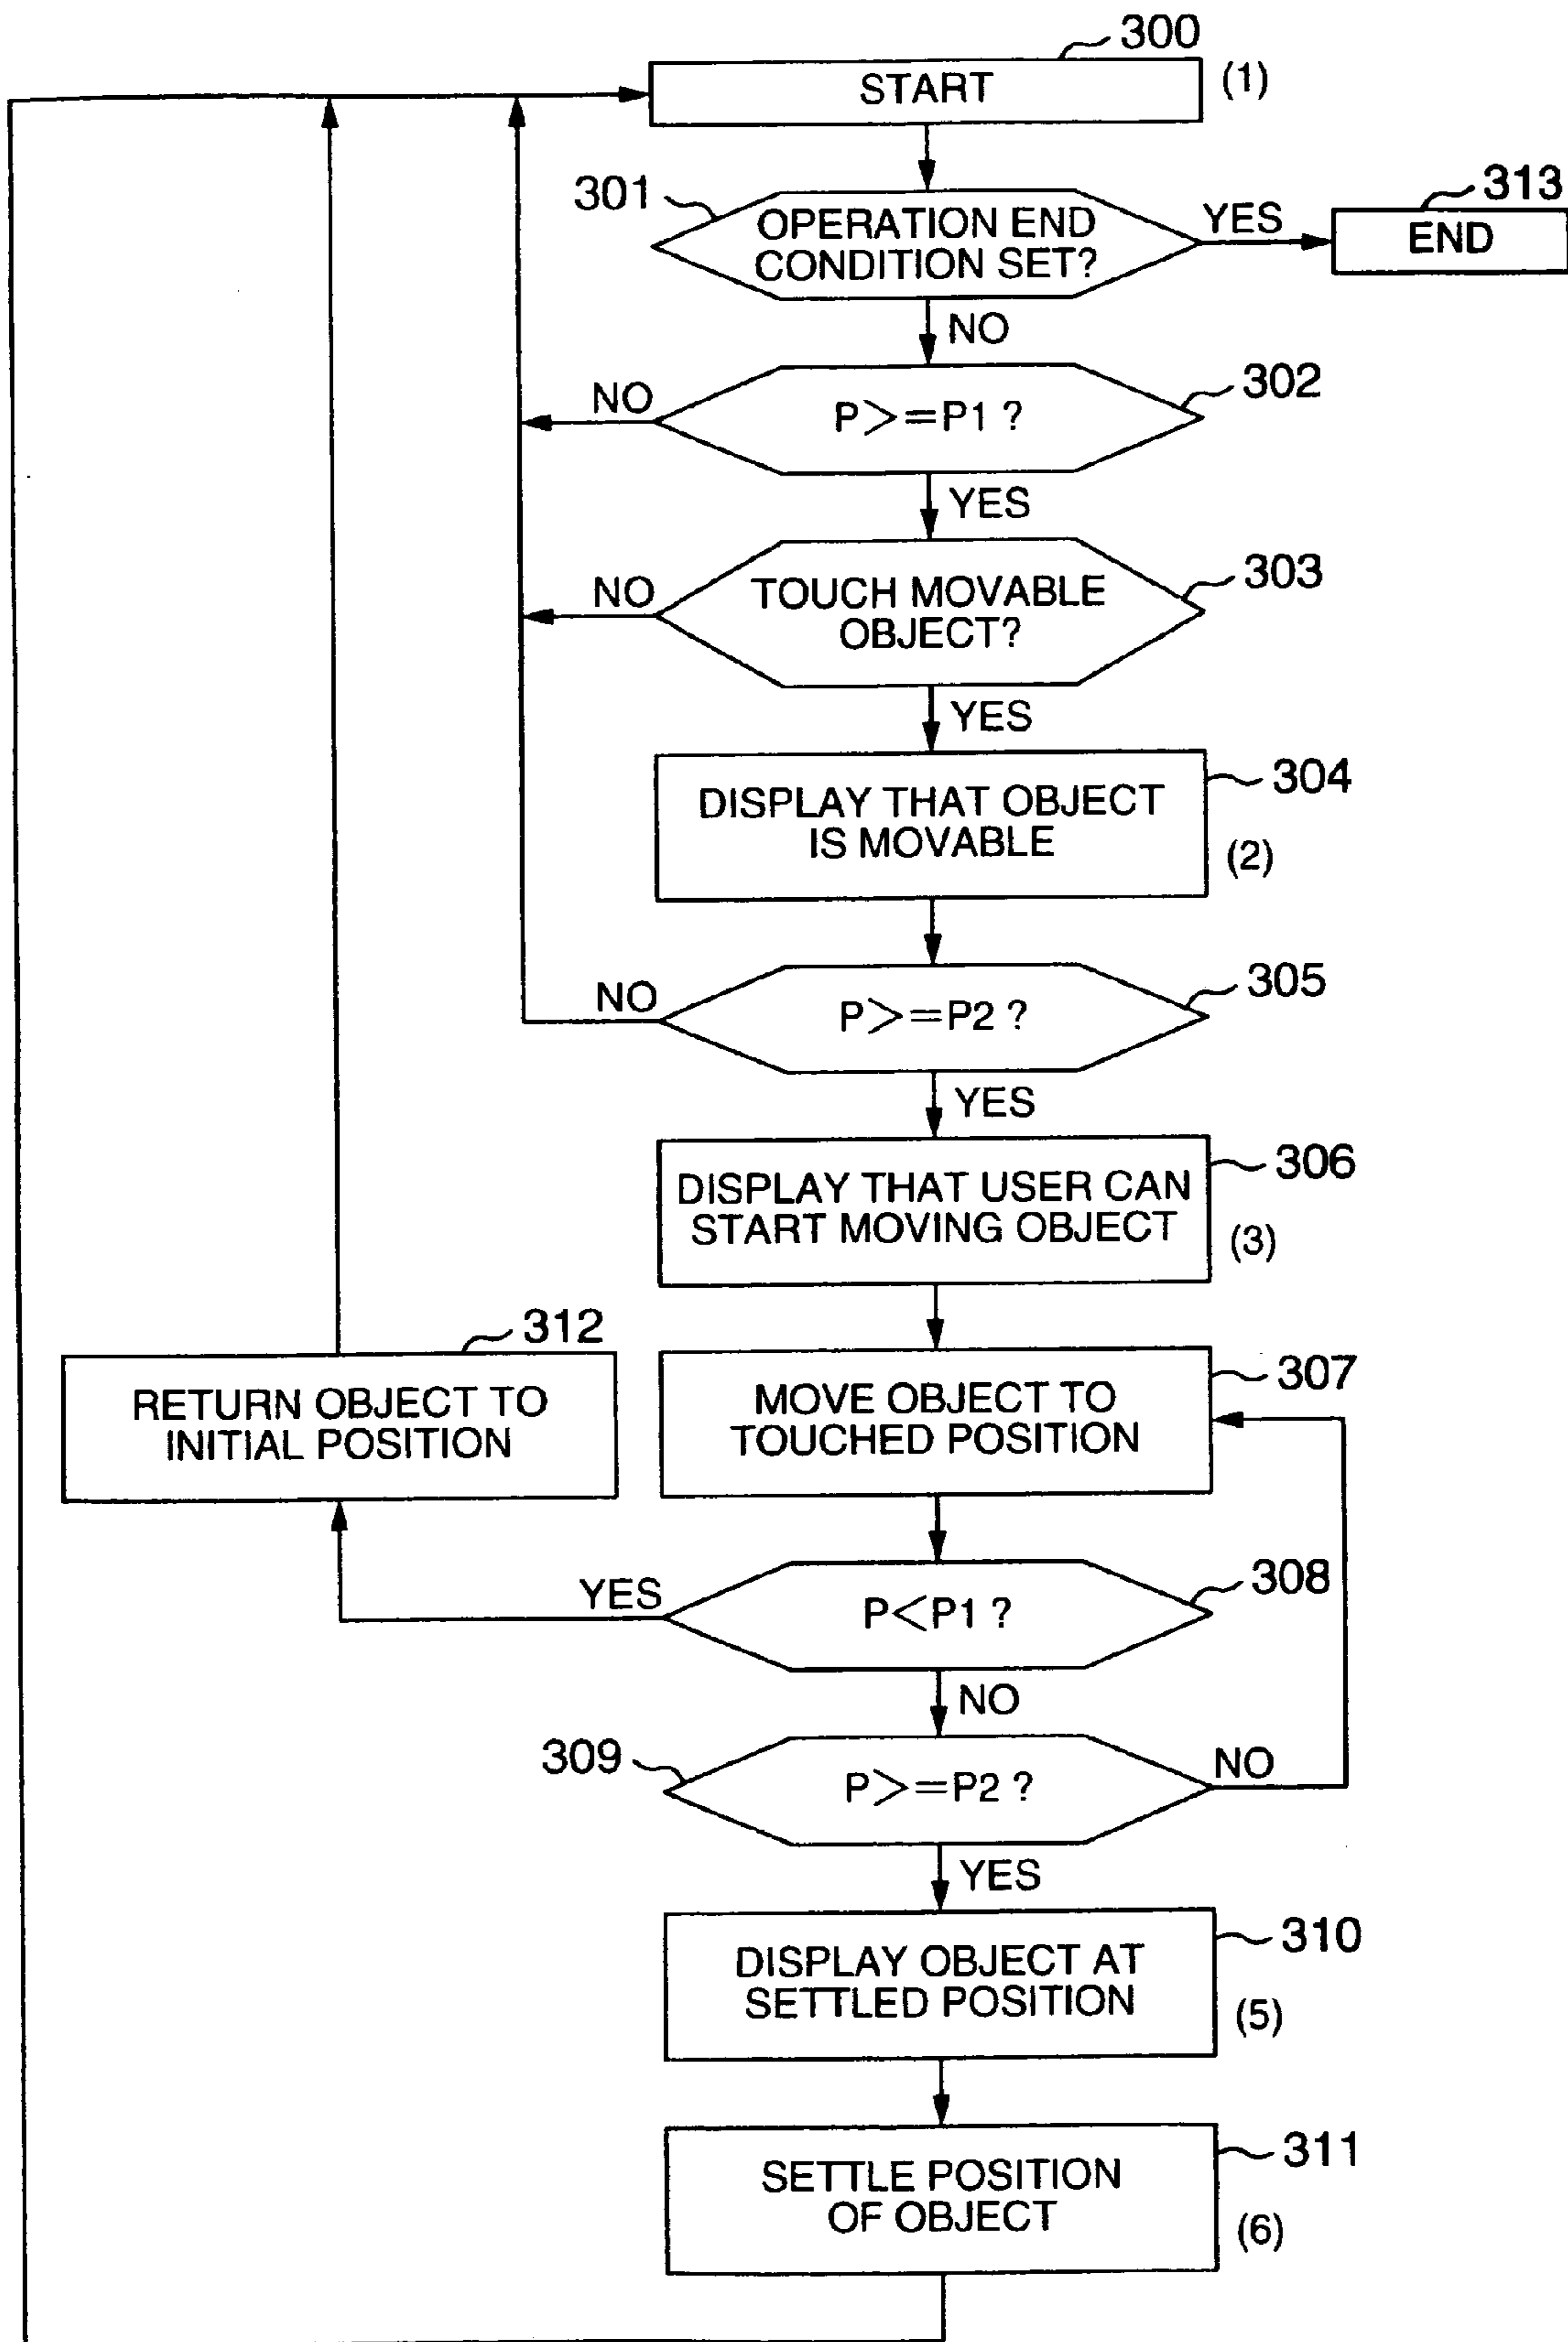 300
START
(1)
301
OPERATION END
CONDITION SET?
YES
313
END
NO
302
P>=P1 ?
NO
YES
303
TOUCH MOVABLE
OBJECT?
NO
YES
304
DISPLAY THAT OBJECT
IS MOVABLE
(2)
305
P>=P2 ?
NO
YES
306
DISPLAY THAT USER CAN
START MOVING OBJECT
(3)
312
RETURN OBJECT TO
INITIAL POSITION
307
MOVE OBJECT TO
TOUCHED POSITION
308
P<P1 ?
YES
NO
309
P>=P2 ?
NO
YES
310
DISPLAY OBJECT AT
SETTLED POSITION
(5)
311
SETTLE POSITION
OF OBJECT
(6)